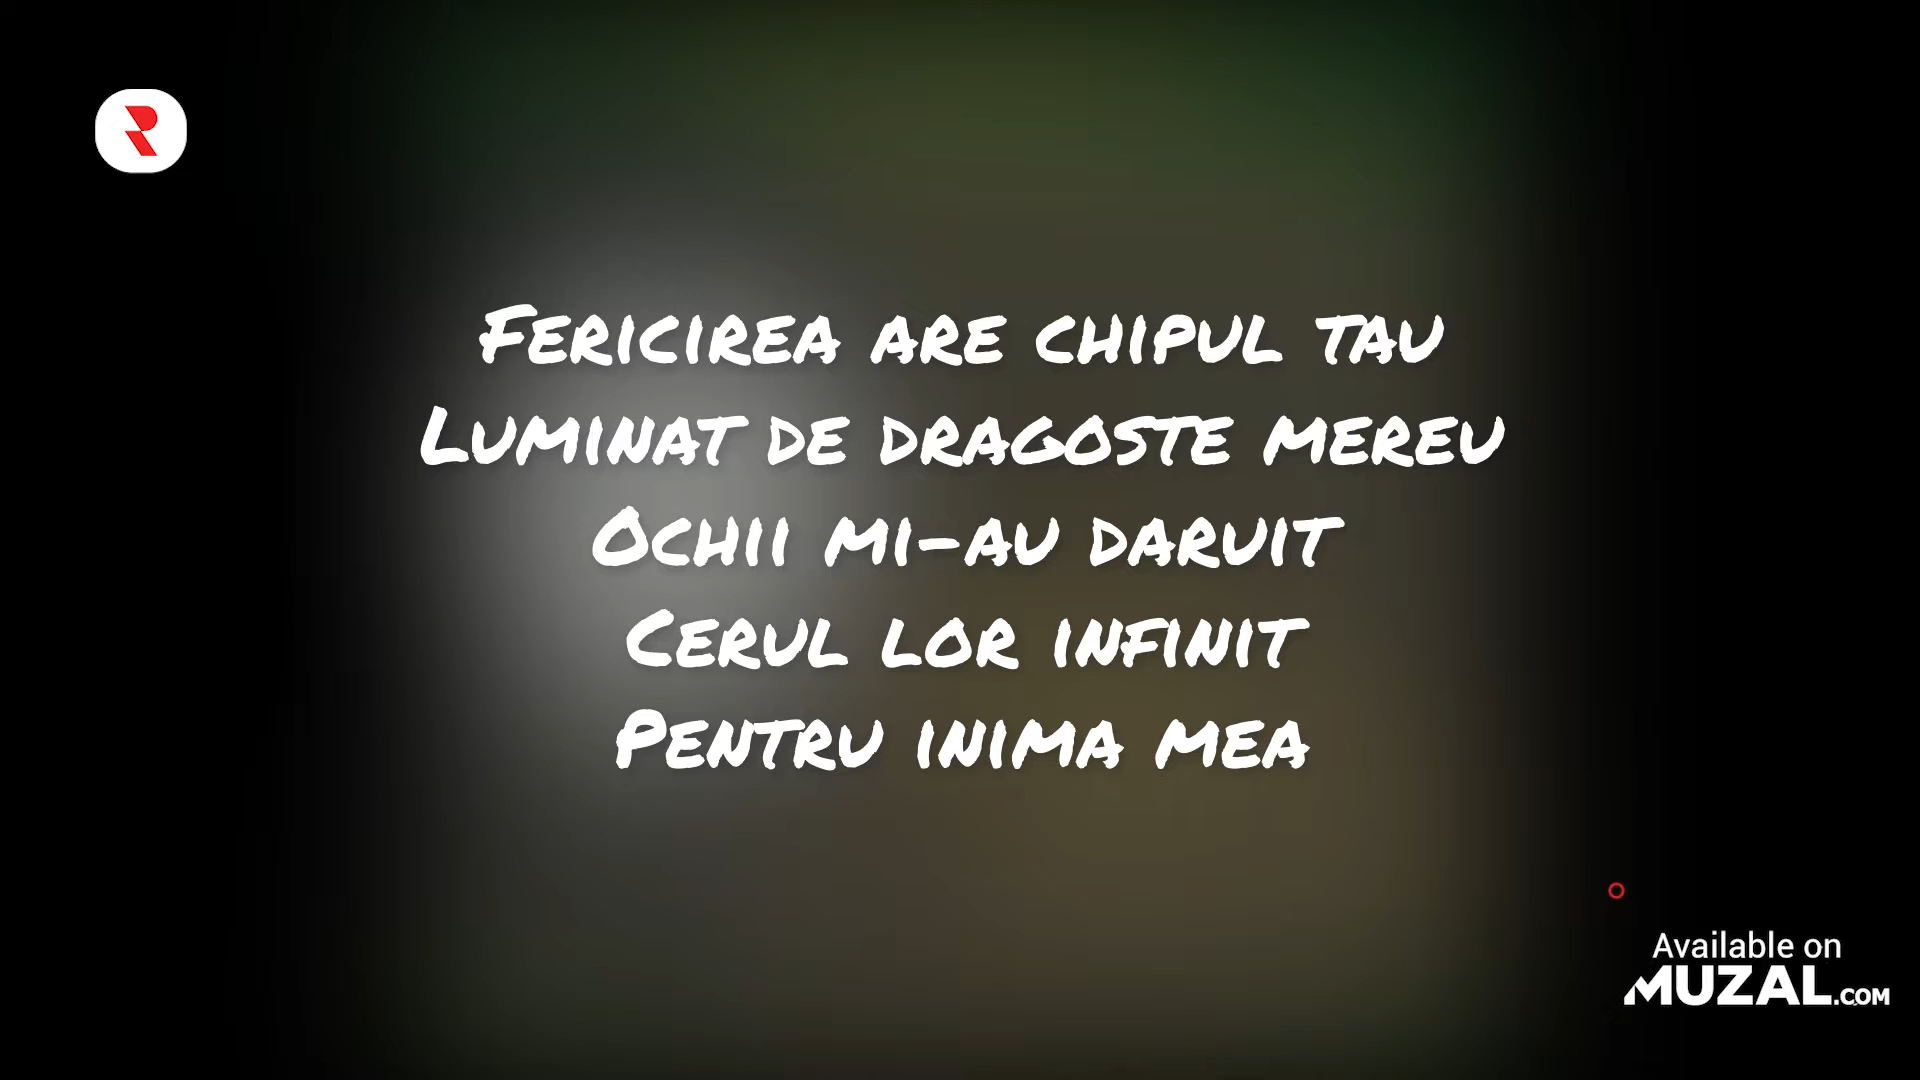 Fericirea are chipul tau
Luminat de dragoste mereu
Ochii mi-au daruit
Cerul lor infinit
Pentru inima mea
Available on
MUZAL.COM